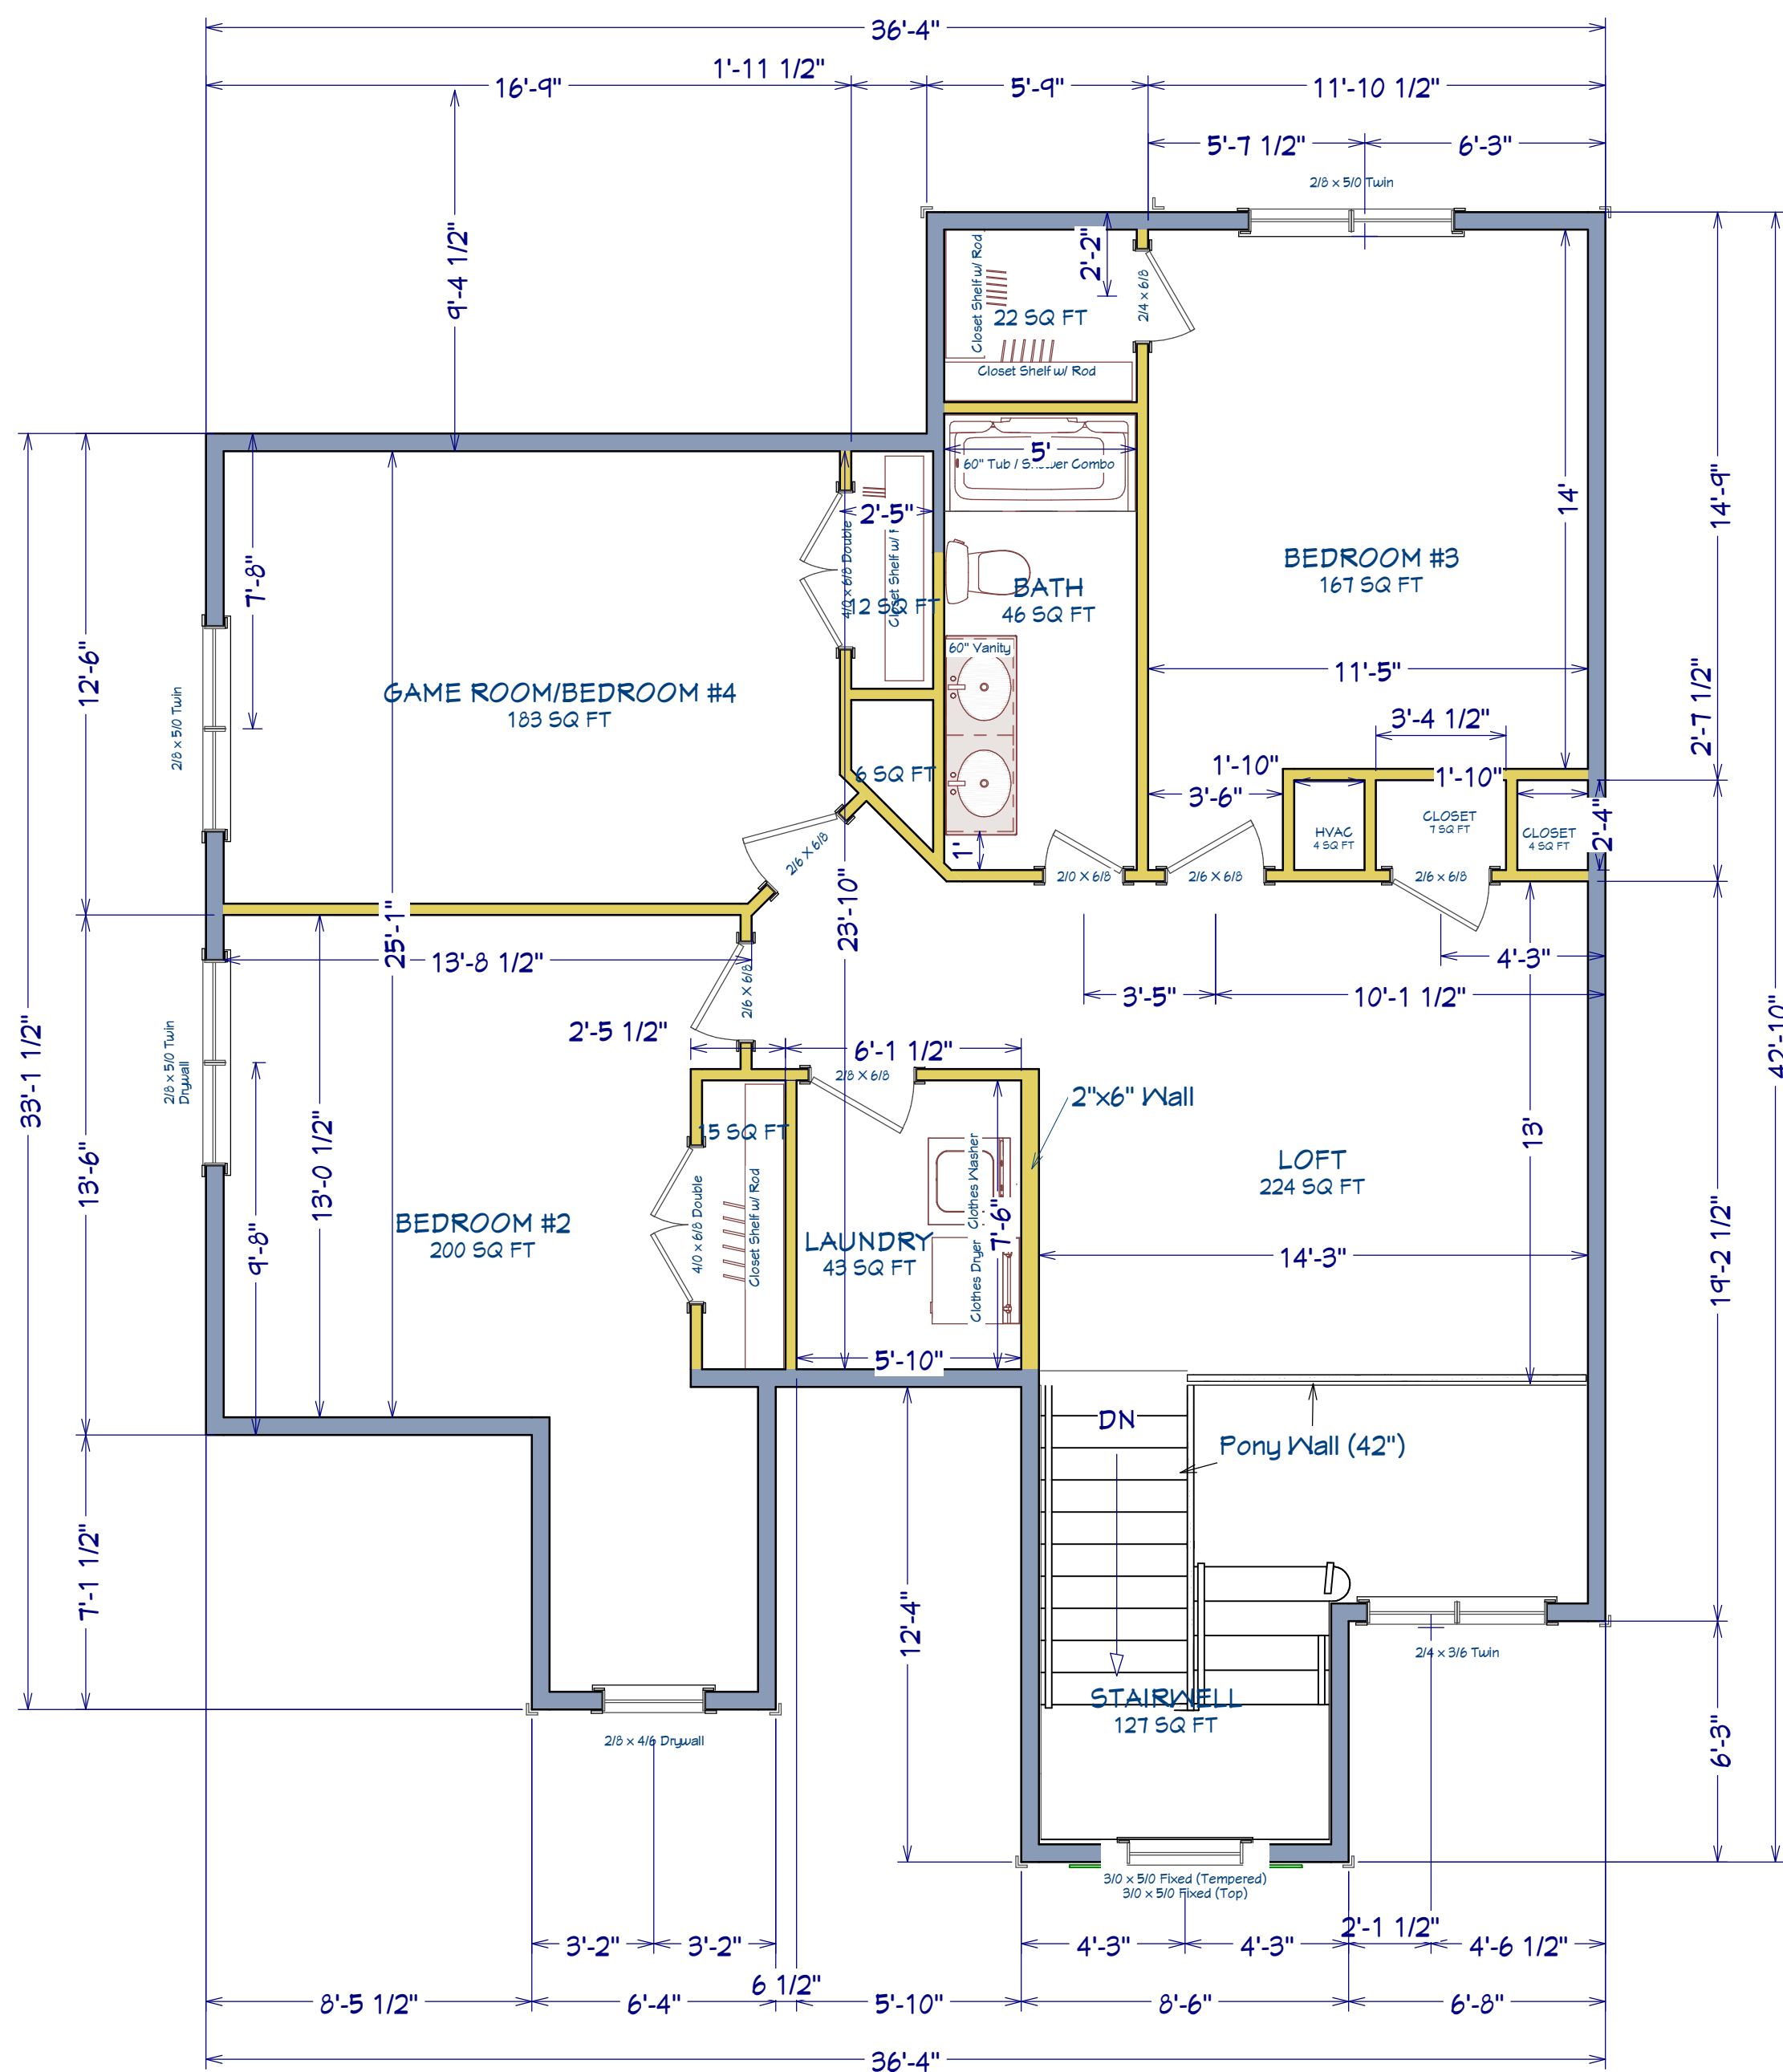 36'-4"
1'-11 1/2"
16'-9"
5'-9"
11'-10 1/2"
5'-7 1/2"
6'-3"
2/8 x 5/0 Twin
9'-4 1/2"
2'-2"
Closet Shelf w/ Rod
2/4 x 6/8
22 SQ FT
Closet Shelf w/ Rod
5'
60" Tub / Shower Combo
14'
14'-9"
2'-5"
7'-8"
4/0 x 6/8 Double
Closet Shelf w/
12 SQ FT
BEDROOM #3
167 SQ FT
BATH
46 SQ FT
60" Vanity
12'-6"
2/8 x 5/0 Twin
GAME ROOM/BEDROOM #4
183 SQ FT
11'-5"
2'-7 1/2"
3'-4 1/2"
6 SQ FT
1'-10"
1'-10"
3'-6"
HVAC
4 SQ FT
CLOSET
7 SQ FT
CLOSET
4 SQ FT
2'-4"
2/6 X 6/8
1'
2/0 X 6/8
2/6 x 6/8
2/6 x 6/8
25'-1"
23'-10"
13'-8 1/2"
2/6 X 6/8
4'-3"
3'-5"
10'-1 1/2"
42'-10"
33'-1 1/2"
2/8 x 5/0 Twin
Drywall
2'-5 1/2"
6'-1 1/2"
2/8 X 6/8
2"x6" Wall
13'-6"
13'-0 1/2"
15 SQ FT
13'
Clothes Washer
LOFT
224 SQ FT
9'-8"
BEDROOM #2
200 SQ FT
4/0 x 6/8 Double
Closet Shelf w/ Rod
7'-6"
LAUNDRY
43 SQ FT
Clothes Dryer
14'-3"
19'-2 1/2"
5'-10"
DN
Pony Wall (42")
7'-1 1/2"
12'-4"
2/4 x 3/6 Twin
STAIRWELL
127 SQ FT
2/8 x 4/6 Drywall
6'-3"
3/0 x 5/0 Fixed (Tempered)
3/0 x 5/0 Fixed (Top)
3'-2"
3'-2"
4'-3"
4'-3"
2'-1 1/2"
4'-6 1/2"
6 1/2"
8'-5 1/2"
6'-4"
5'-10"
8'-6"
6'-8"
36'-4"